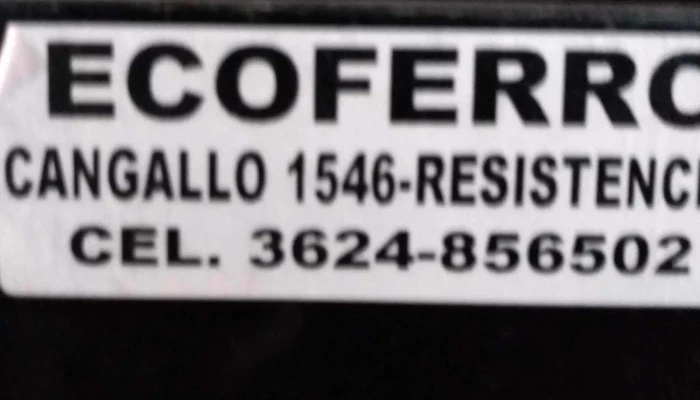 ECOFERRO
CANGALLO 1546-RESISTENCI
CEL. 3624-856502